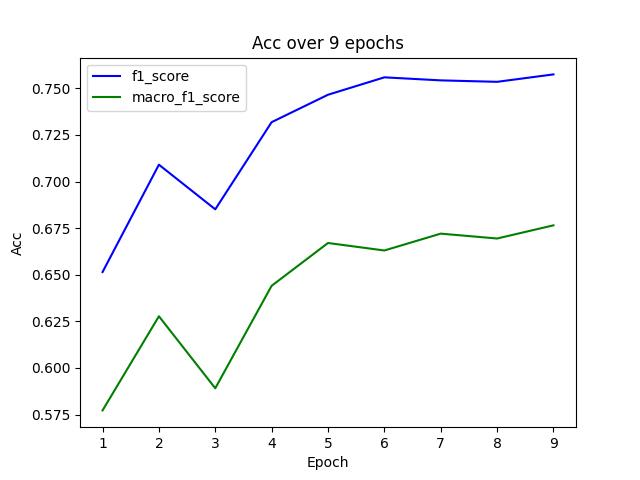 Acc over 9 epochs
f1_score
macro_f1_score
0.750
0.725
0.700
0.675
0.650
0.625
0.600
0.575
Acc
1 2 3 4 5 6 7 8 9
Epoch